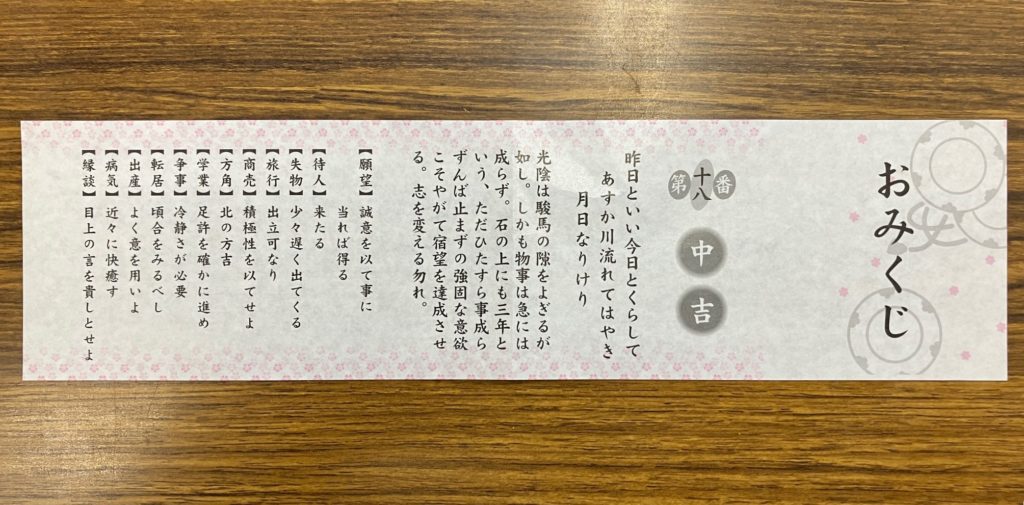 おみくじ
第十八番
中吉
昨日といい今日とくらして
あすか川流れてはやき
月日なりけり
光陰は駿馬の隙をよぎるが
如し。しかも物事は急には
成らず。石の上にも三年と
いう、ただひたすら事成ら
ずんば止まずの強固な意欲
こそやがて宿望を達成させ
る。志を変える勿れ。
【願望】誠意を以て事に
当れば得る
【待人】来たる
【失物】少々遅く出てくる
【旅行】出立可なり
【商売】積極性を以てせよ
【方角】北の方吉
【学業】足許を確かに進め
【争事】冷静さが必要
【転居】頃合をみるべし
【出産】よく意を用いよ
【病気】近々に快癒す
【縁談】目上の言を貴しとせよ